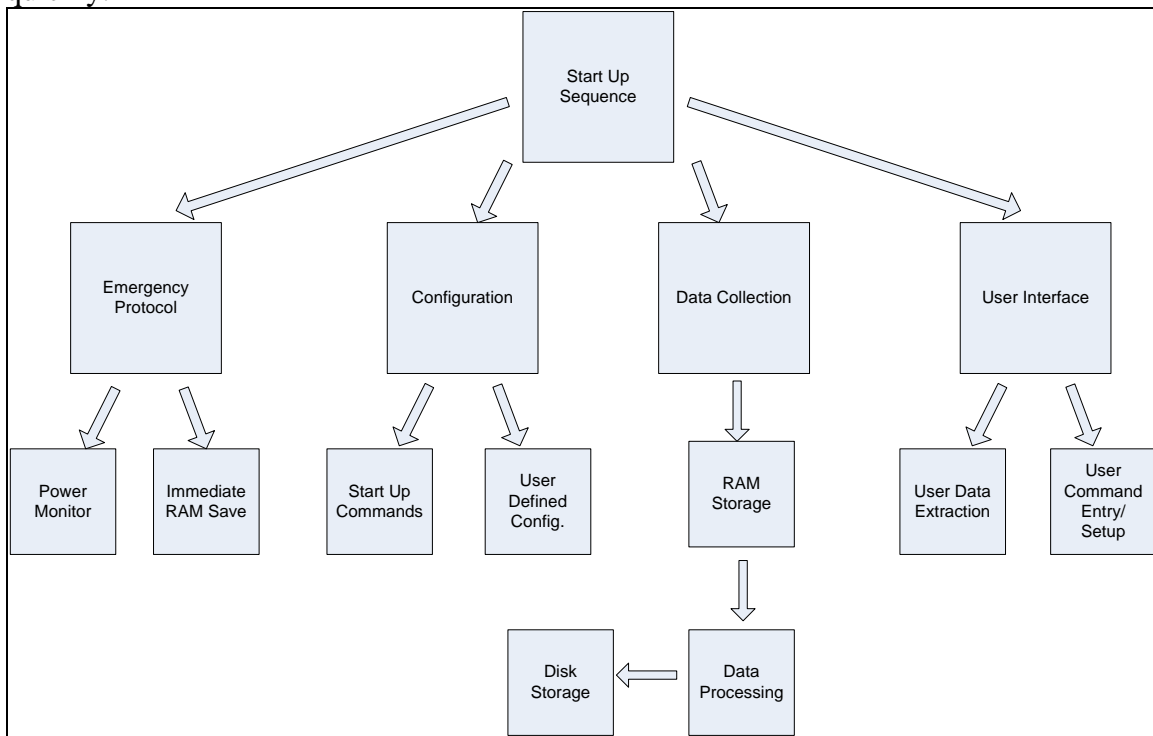 Start Up
Sequence
Emergency
Protocol
Configuration
Data Collection
User Interface
Power
Monitor
Immediate
RAM Save
Start Up
Commands
User
Defined
Config.
RAM
Storage
User Data
Extraction
User
Command
Entry/
Setup
Disk
Storage
Data
Processing